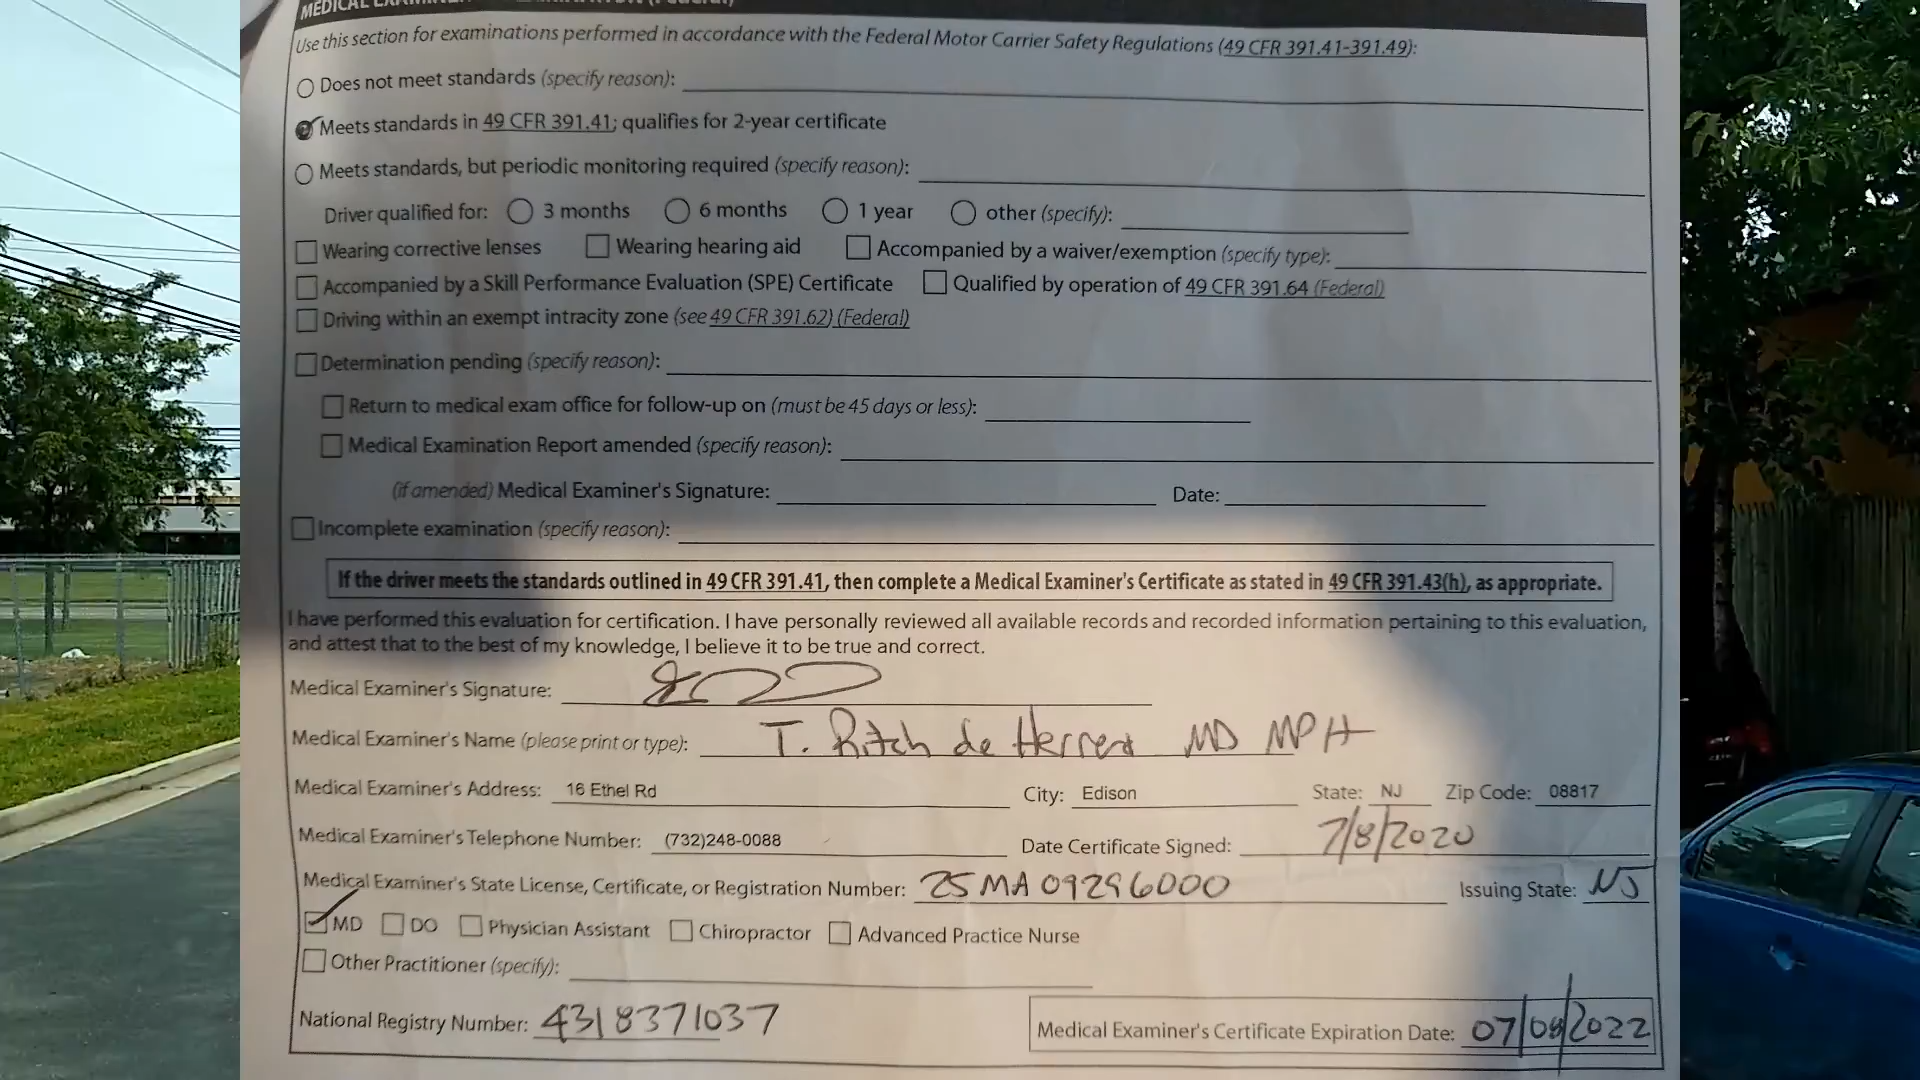 Use this section for examinations performed in accordance with the Federal Motor Carrier Safety Regulations (49 CFR 391.41-391.49):
Does not meet standards (specify reason):
Meets standards in 49 CFR 391.41; qualifies for 2-year certificate
Meets standards, but periodic monitoring required (specify reason):
Driver qualified for: 3 months 6 months 1 year other (specify):
Wearing corrective lenses Wearing hearing aid Accompanied by a waiver/exemption (specify type):
Accompanied by a Skill Performance Evaluation (SPE) Certificate Qualified by operation of 49 CFR 391.64 (Federal)
Driving within an exempt intracity zone (see 49 CFR 391.62) (Federal)
Determination pending (specify reason):
Return to medical exam office for follow-up on (must be 45 days or less):
Medical Examination Report amended (specify reason):
(if amended) Medical Examiner's Signature: Date:
Incomplete examination (specify reason):
If the driver meets the standards outlined in 49 CFR 391.41, then complete a Medical Examiner's Certificate as stated in 49 CFR 391.43(h), as appropriate.
I have performed this evaluation for certification. I have personally reviewed all available records and recorded information pertaining to this evaluation,
and attest that to the best of my knowledge, I believe it to be true and correct.
Medical Examiner's Signature:
Medical Examiner's Name (please print or type): T. Ritch de Herrera MD MPH
Medical Examiner's Address: 16 Ethel Rd City: Edison State: NJ Zip Code: 08817
Medical Examiner's Telephone Number: (732)248-0088 Date Certificate Signed: 7/8/2020
Medical Examiner's State License, Certificate, or Registration Number: 25MA09296000 Issuing State: NJ
MD DO Physician Assistant Chiropractor Advanced Practice Nurse
Other Practitioner (specify):
National Registry Number: 4318371037 Medical Examiner's Certificate Expiration Date: 07/08/2022